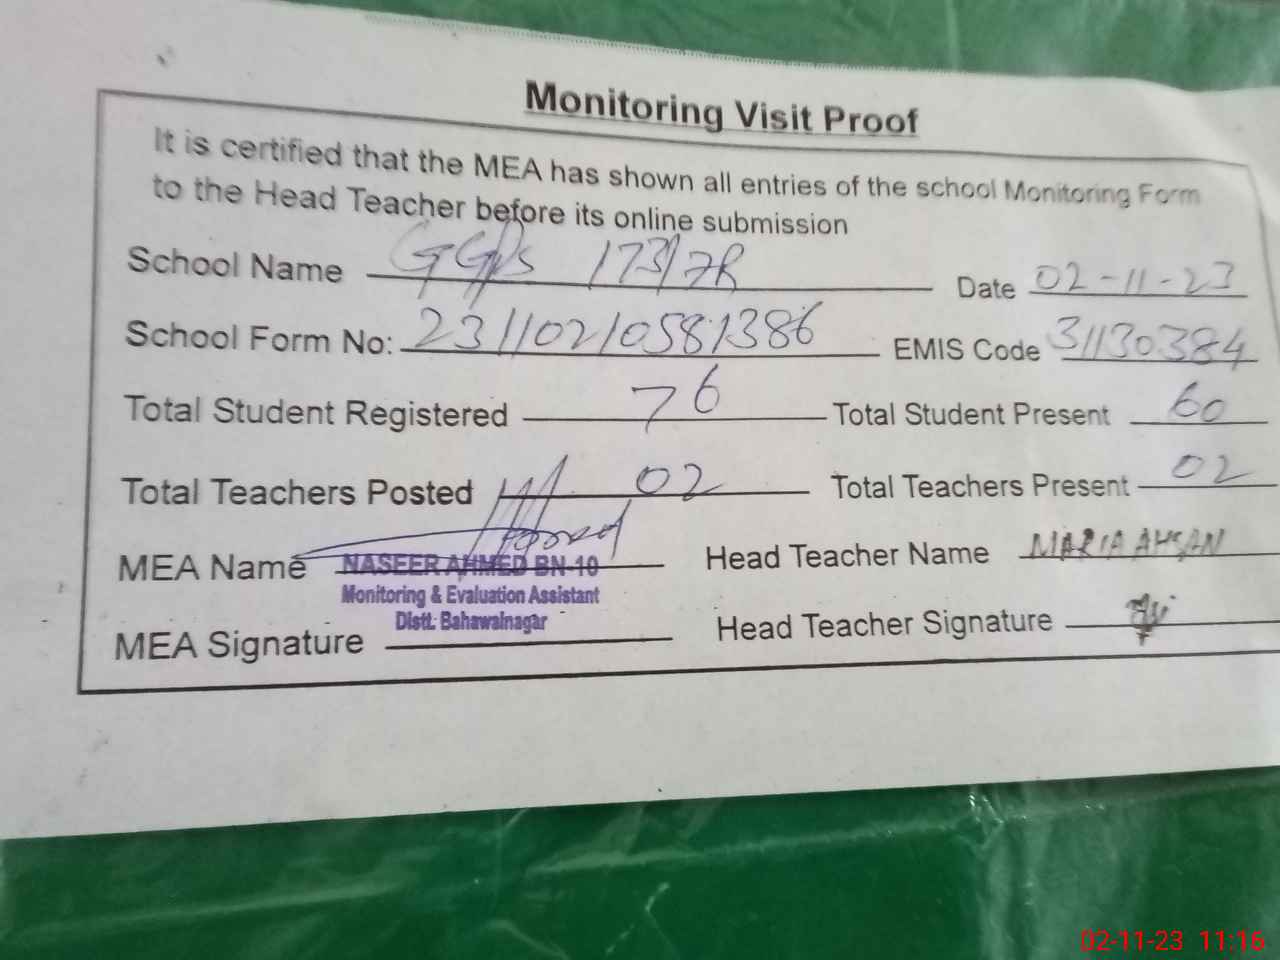 Monitoring Visit Proof
It is certified that the MEA has shown all entries of the school Monitoring Form
to the Head Teacher before its online submission
School Name GGPS 173/7R Date 02-11-23
School Form No: 23110210581386 EMIS Code 31130384
Total Student Registered 76 Total Student Present 60
Total Teachers Posted 02 Total Teachers Present 02
MEA Name NASEER AHMED BN-10 Head Teacher Name MARIA AHSAN
Monitoring & Evaluation Assistant
Distt: Bahawalnagar
MEA Signature Head Teacher Signature
02-11-23 11:16